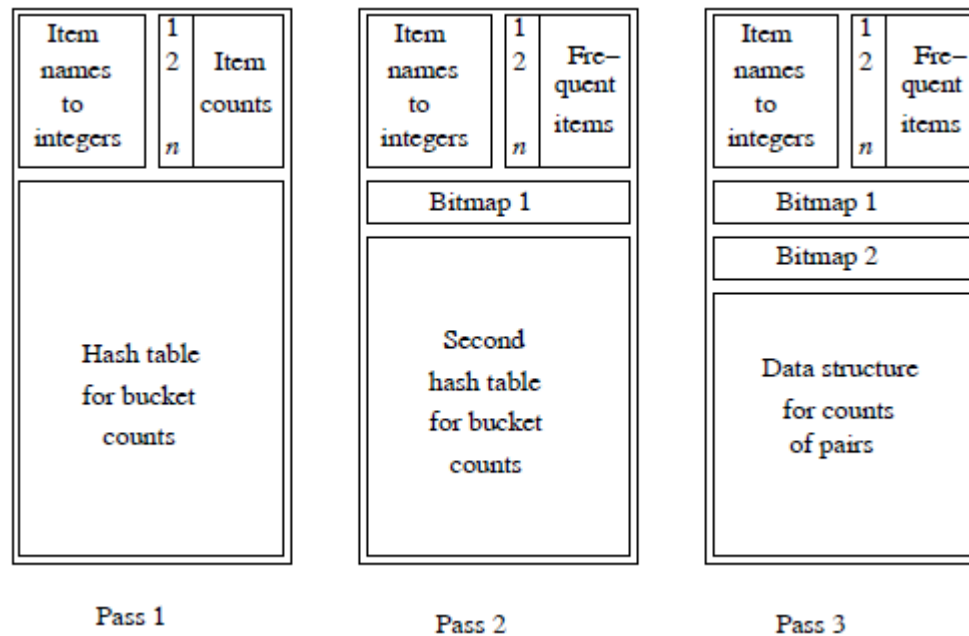 Item
names
to
integers
1
2
n
Item
counts
Hash table
for bucket
counts
Pass 1
Item
names
to
integers
1
2
n
Fre–
quent
items
Bitmap 1
Second
hash table
for bucket
counts
Pass 2
Item
names
to
integers
1
2
n
Fre–
quent
items
Bitmap 1
Bitmap 2
Data structure
for counts
of pairs
Pass 3